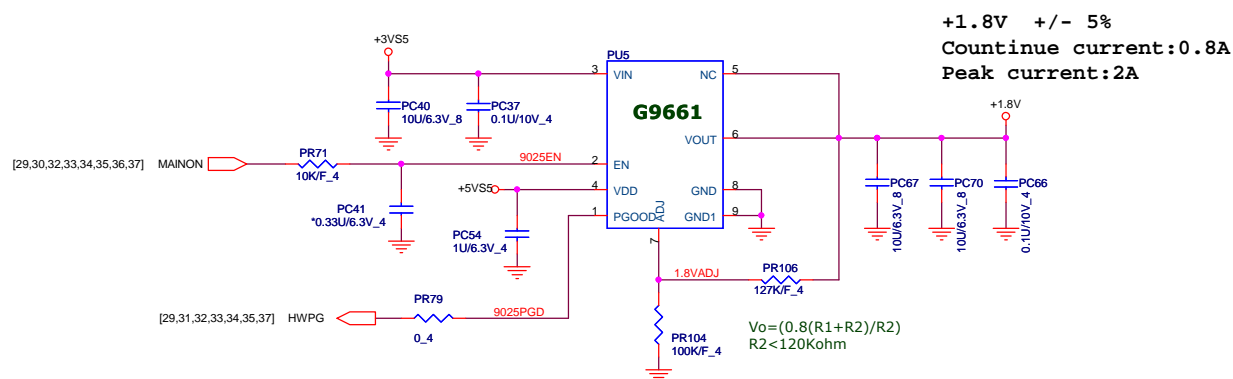 +1.8V +/- 5%
Countinue current:0.8A
Peak current:2A
+3VS5
PU5
3 VIN
NC 5
G9661
PC40
10U/6.3V_8
PC37
0.1U/10V_4
+1.8V
VOUT 6
[29,30,32,33,34,35,36,37] MAINON
PR71
10K/F_4
9025EN
2 EN
+5VS5
4 VDD
GND 8
PC67
10U/6.3V_8
PC70
10U/6.3V_8
PC66
0.1U/10V_4
PC41
*0.33U/6.3V_4
1 PGOOD
ADJ
GND1 9
PC54
1U/6.3V_4
7
1.8VADJ
PR106
127K/F_4
[29,31,32,33,34,35,37] HWPG
PR79
0_4
9025PGD
PR104
100K/F_4
Vo=(0.8(R1+R2)/R2)
R2<120Kohm